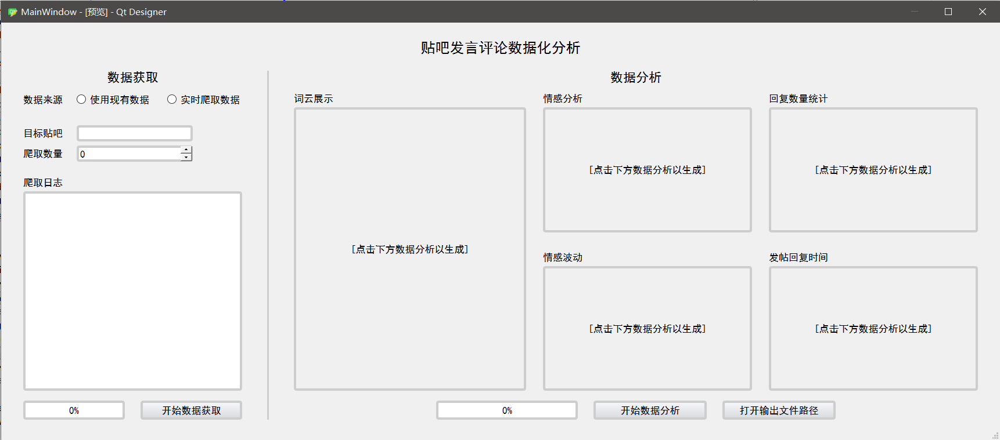 MainWindow - [预览] - Qt Designer
贴吧发言评论数据化分析
数据获取
数据来源 使用现有数据 实时爬取数据
目标贴吧
爬取数量 0
爬取日志
0% 开始数据获取
数据分析
词云展示
[点击下方数据分析以生成]
情感分析
[点击下方数据分析以生成]
回复数量统计
[点击下方数据分析以生成]
情感波动
[点击下方数据分析以生成]
发帖回复时间
[点击下方数据分析以生成]
0% 开始数据分析 打开输出文件路径